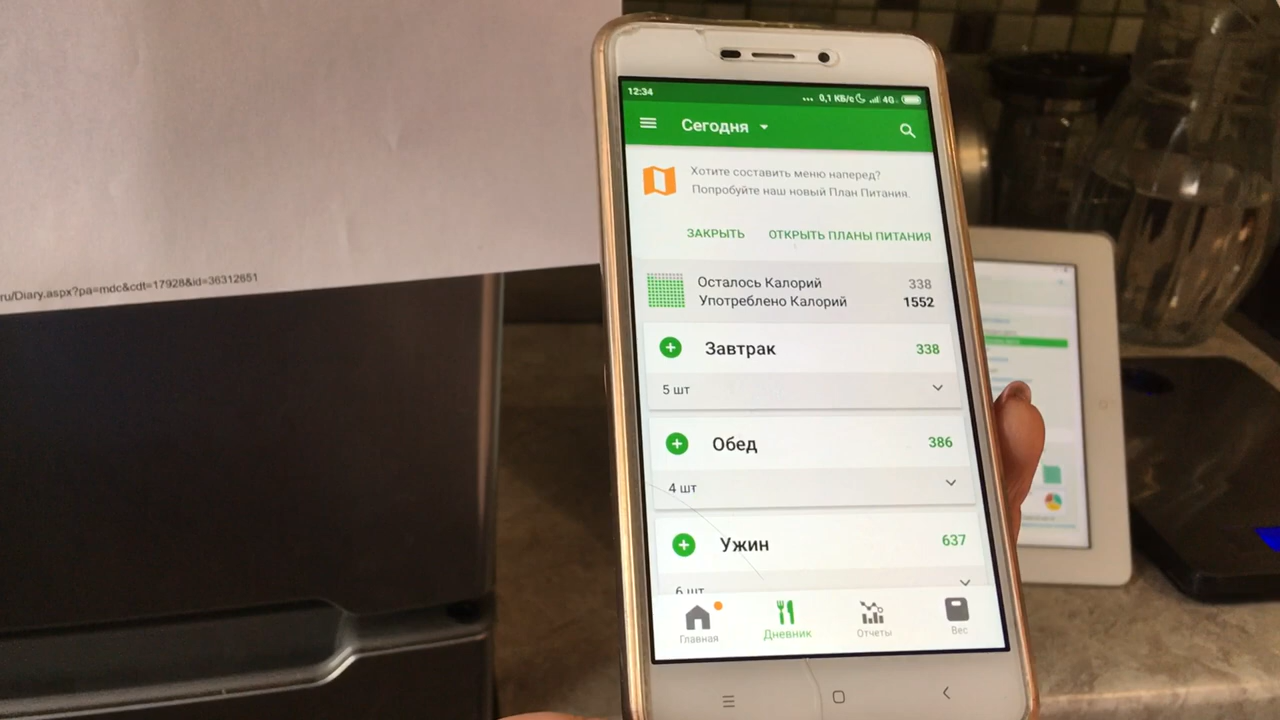 ru/Diary.aspx?pa=mdc&cdt=17928&id=36312651
12:34
... 0,1 КБ/с 4G
Сегодня
Хотите составить меню наперед?
Попробуйте наш новый План Питания.
ЗАКРЫТЬ ОТКРЫТЬ ПЛАНЫ ПИТАНИЯ
Осталось Калорий 338
Употреблено Калорий 1552
Завтрак 338
5 шт
Обед 386
4 шт
Ужин 637
6 шт
Главная Дневник Отчеты Вес